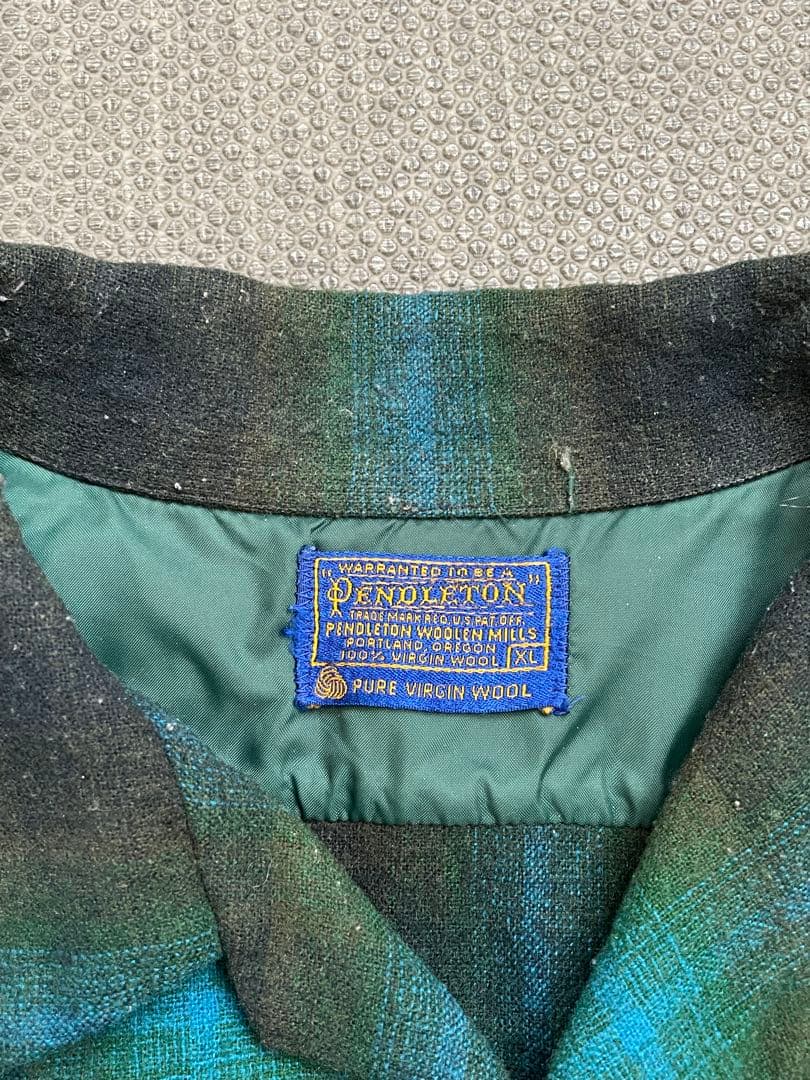 "WARRANTED TO BE A
PENDLETON"
TRADE MARK REG. U.S. PAT. OFF.
PENDLETON WOOLEN MILLS
PORTLAND, OREGON
100% VIRGIN WOOL XL
PURE VIRGIN WOOL